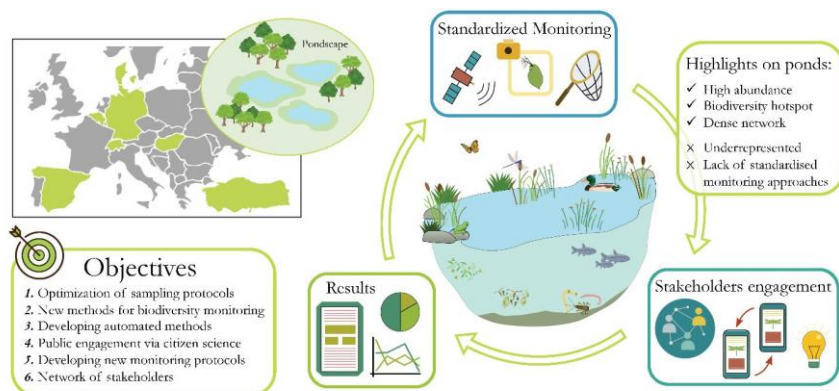 Pondscape
Standardized Monitoring
Highlights on ponds:
✓ High abundance
✓ Biodiversity hotspot
✓ Dense network
× Underrepresented
× Lack of standardised
monitoring approaches
Objectives
1. Optimization of sampling protocols
2. New methods for biodiversity monitoring
3. Developing automated methods
4. Public engagement via citizen science
5. Developing new monitoring protocols
6. Network of stakeholders
Results
Stakeholders engagement